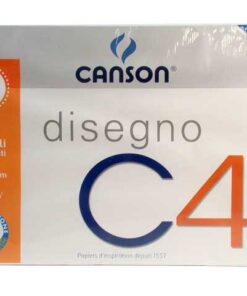 CANSON®
disegno
C4
Papiers d'inspiration depuis 1557